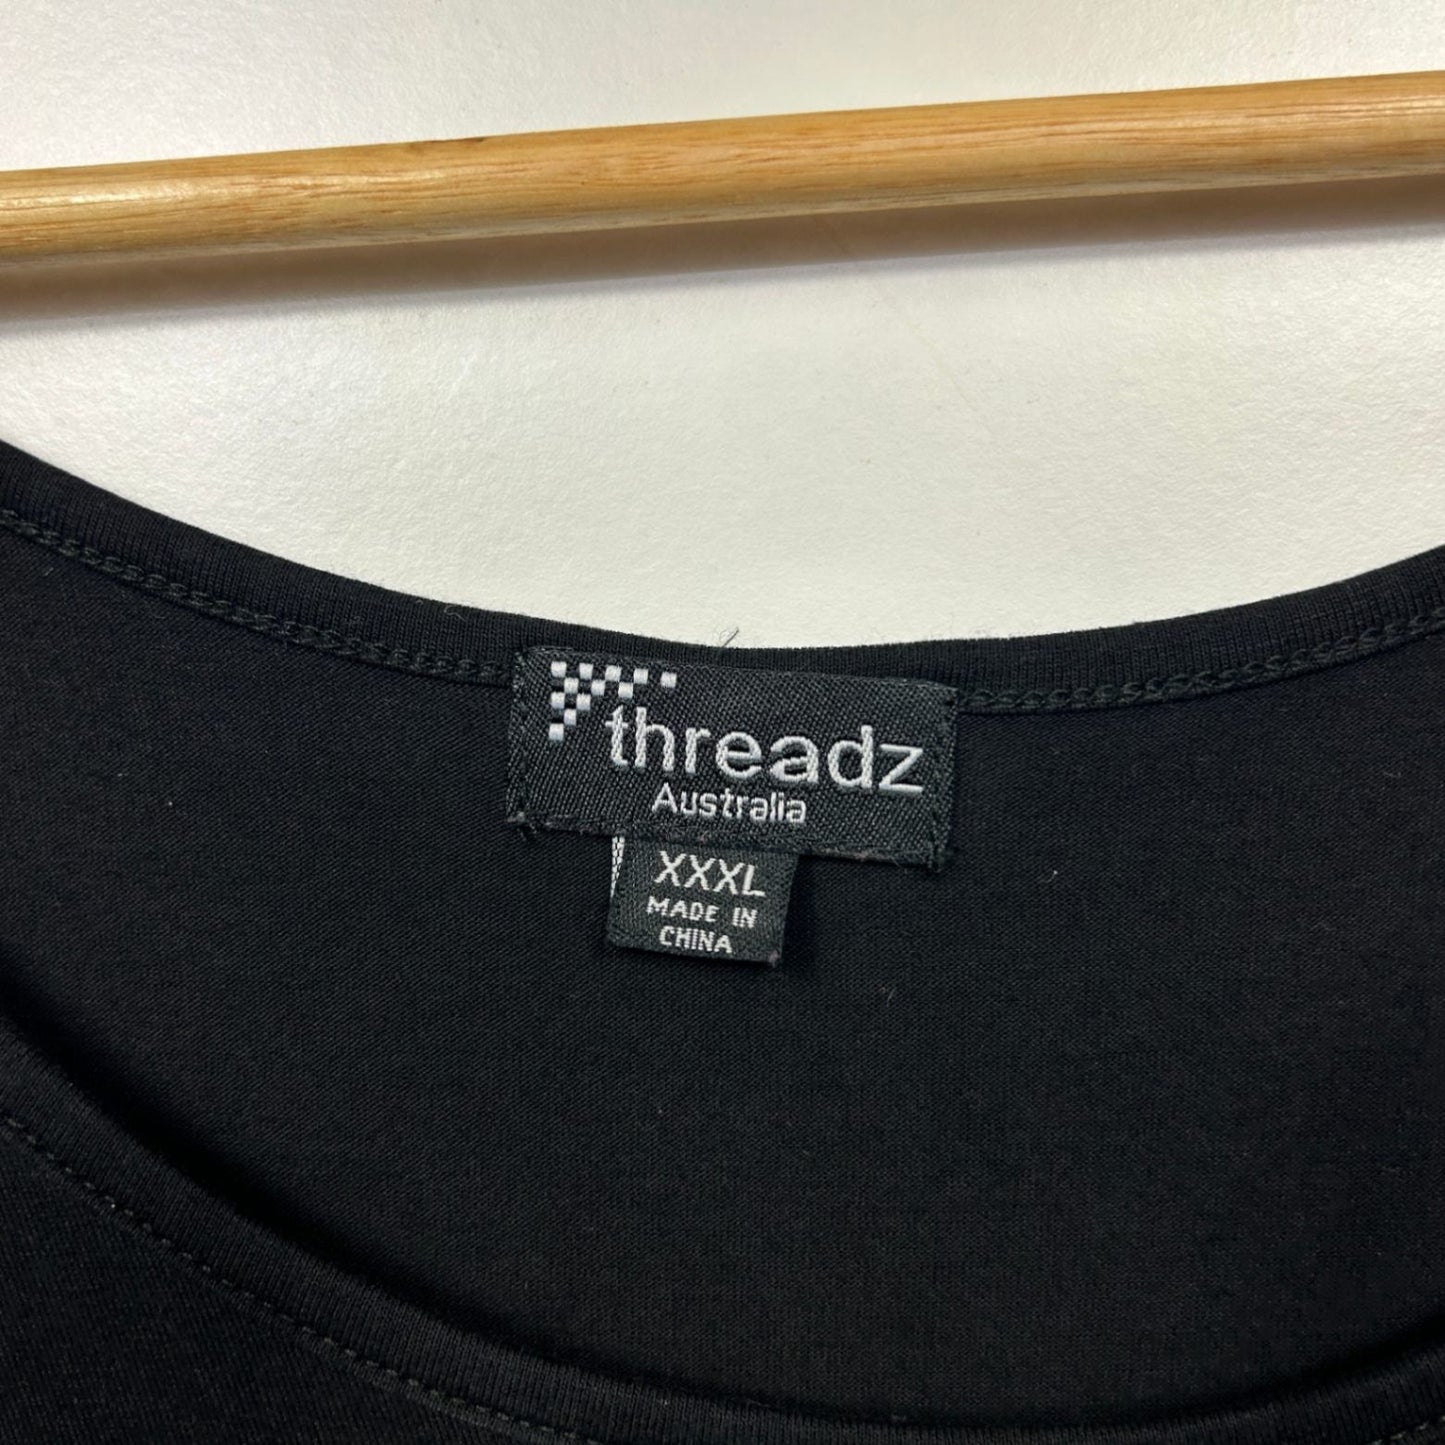 threadz
Australia
XXXL
MADE IN
CHINA